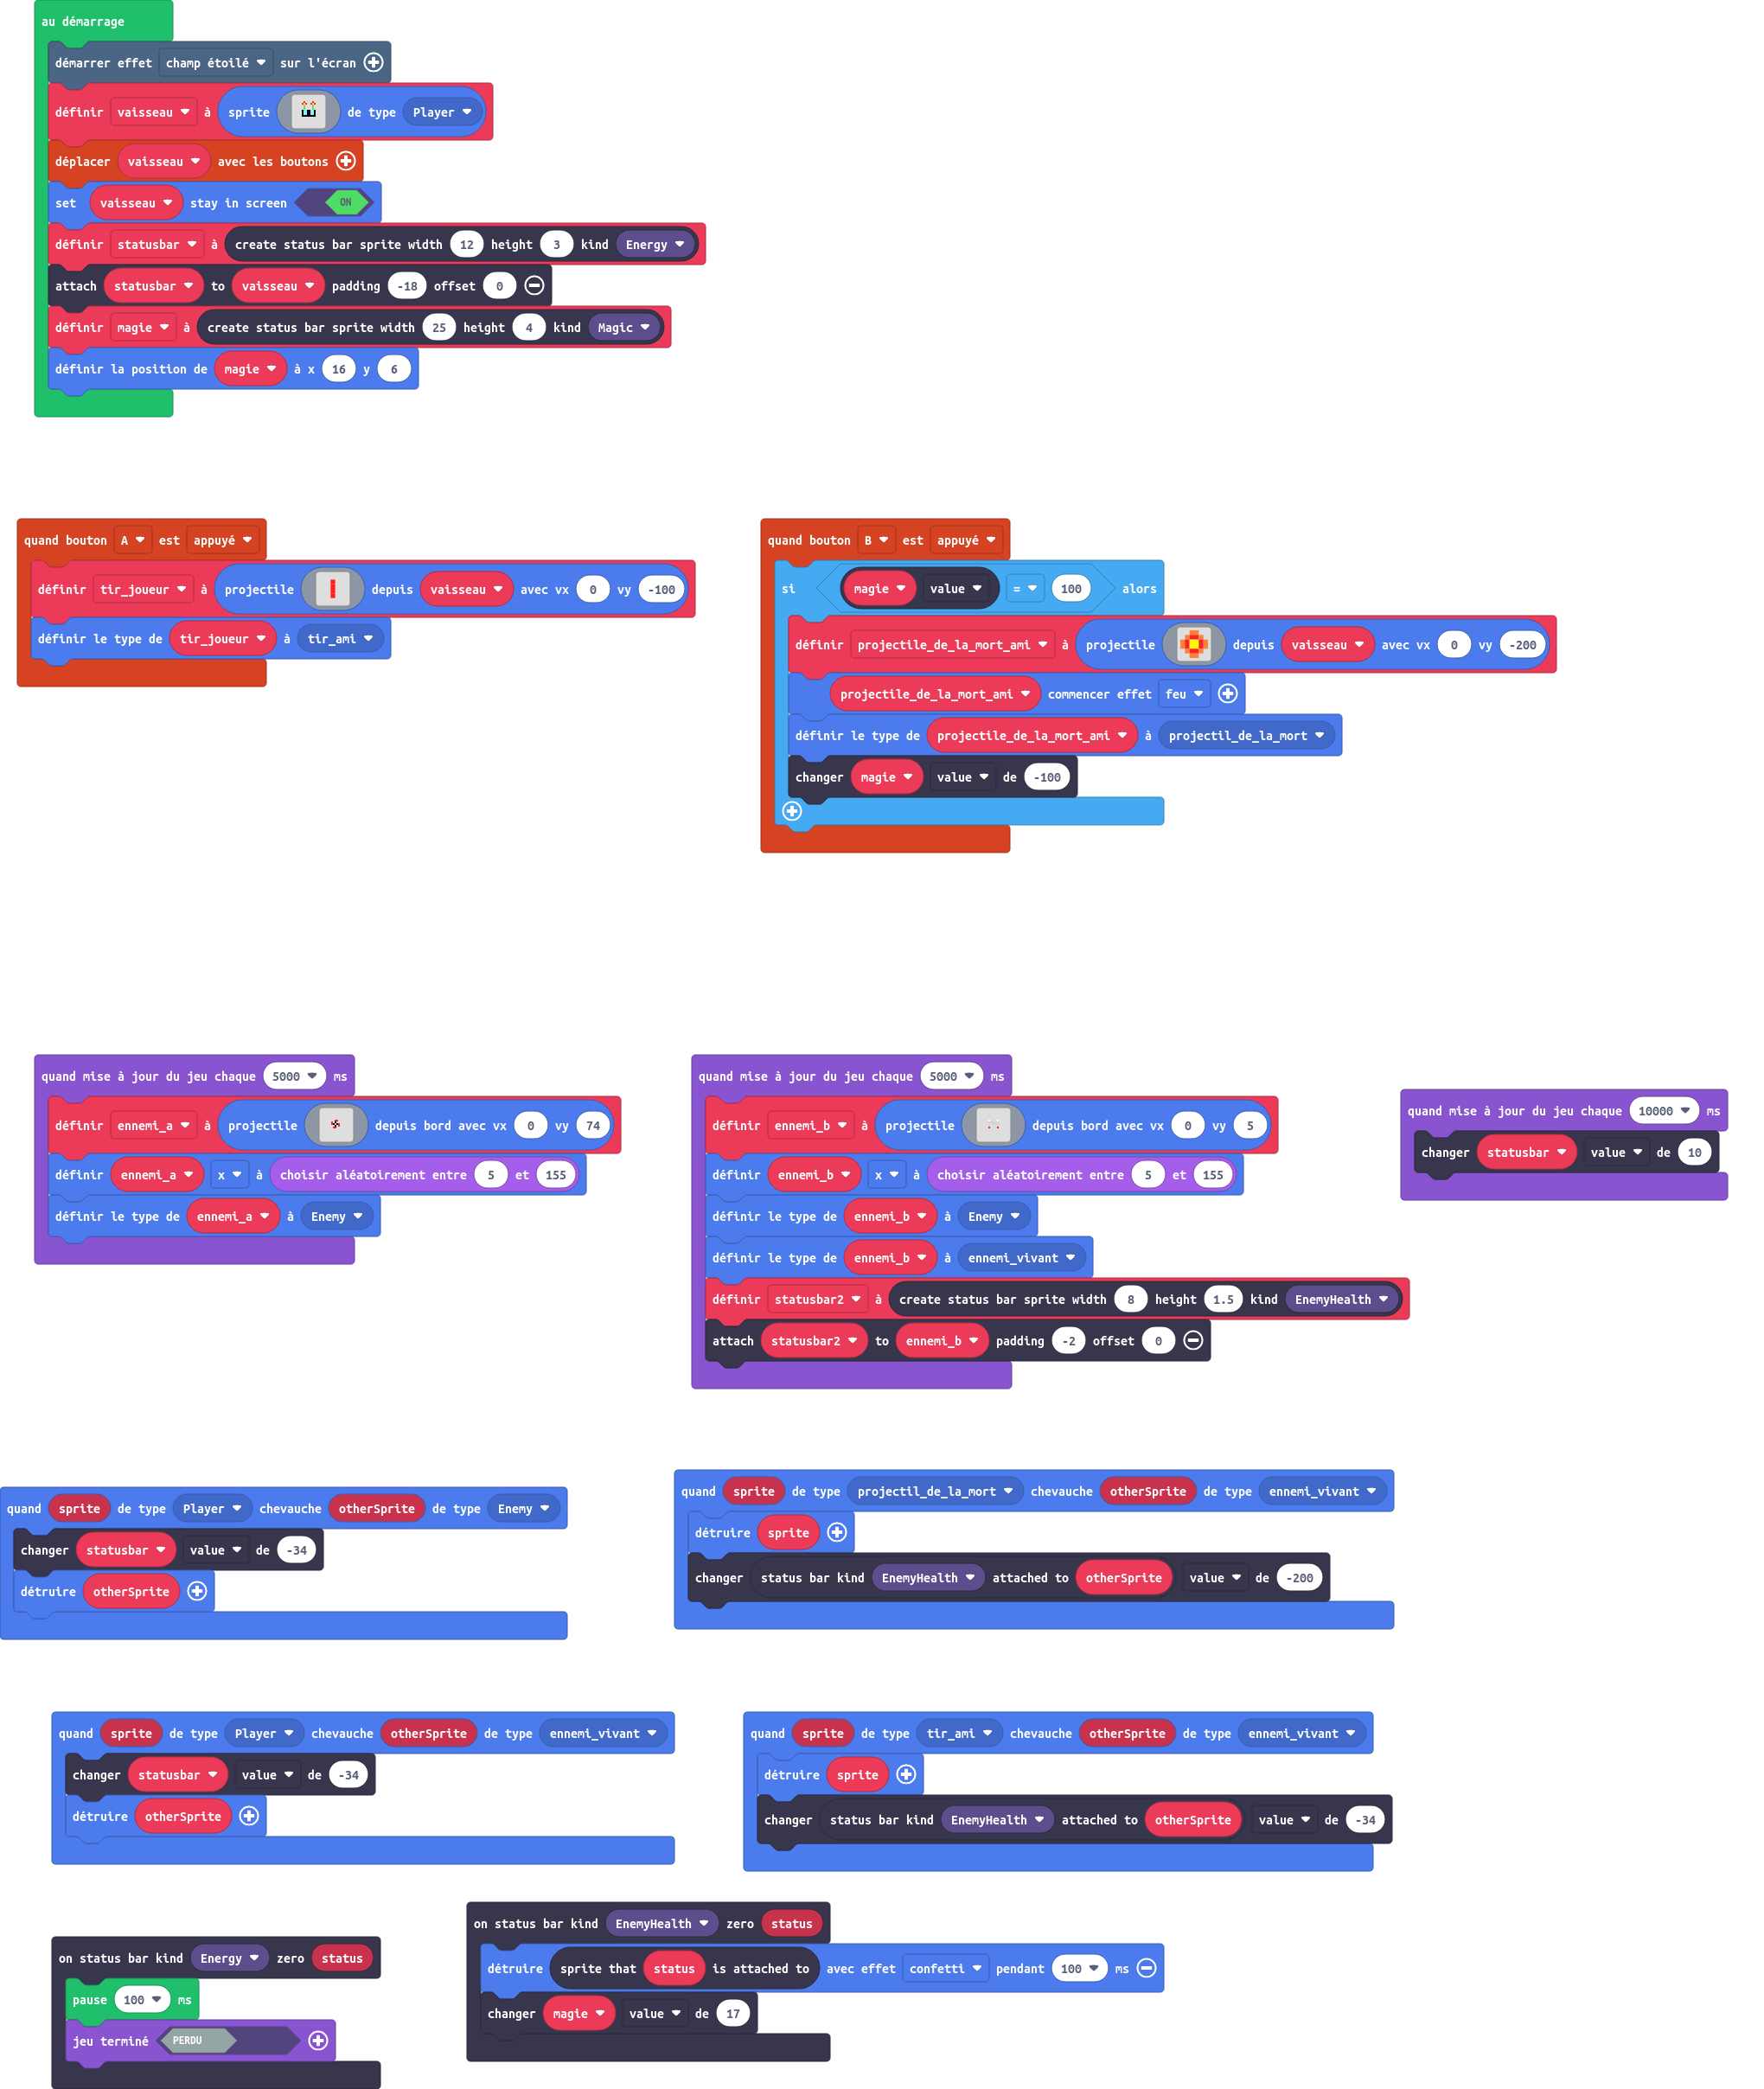 au démarrage
démarrer effet champ étoilé sur l'écran
définir vaisseau à sprite de type Player
déplacer vaisseau avec les boutons
set vaisseau stay in screen ON
définir statusbar à create status bar sprite width 12 height 3 kind Energy
attach statusbar to vaisseau padding -18 offset 0
définir magie à create status bar sprite width 25 height 4 kind Magic
définir la position de magie à x 16 y 6
quand bouton A est appuyé
définir tir_joueur à projectile depuis vaisseau avec vx 0 vy -100
définir le type de tir_joueur à tir_ami
quand bouton B est appuyé
si magie value = 100 alors
définir projectile_de_la_mort_ami à projectile depuis vaisseau avec vx 0 vy -200
projectile_de_la_mort_ami commencer effet feu
définir le type de projectile_de_la_mort_ami à projectil_de_la_mort
changer magie value de -100
quand mise à jour du jeu chaque 5000 ms
définir ennemi_a à projectile depuis bord avec vx 0 vy 74
définir ennemi_a x à choisir aléatoirement entre 5 et 155
définir le type de ennemi_a à Enemy
quand mise à jour du jeu chaque 5000 ms
définir ennemi_b à projectile depuis bord avec vx 0 vy 5
définir ennemi_b x à choisir aléatoirement entre 5 et 155
définir le type de ennemi_b à Enemy
définir le type de ennemi_b à ennemi_vivant
définir statusbar2 à create status bar sprite width 8 height 1.5 kind EnemyHealth
attach statusbar2 to ennemi_b padding -2 offset 0
quand mise à jour du jeu chaque 10000 ms
changer statusbar value de 10
quand sprite de type Player chevauche otherSprite de type Enemy
changer statusbar value de -34
détruire otherSprite
quand sprite de type projectil_de_la_mort chevauche otherSprite de type ennemi_vivant
détruire sprite
changer status bar kind EnemyHealth attached to otherSprite value de -200
quand sprite de type Player chevauche otherSprite de type ennemi_vivant
changer statusbar value de -34
détruire otherSprite
quand sprite de type tir_ami chevauche otherSprite de type ennemi_vivant
détruire sprite
changer status bar kind EnemyHealth attached to otherSprite value de -34
on status bar kind Energy zero status
pause 100 ms
jeu terminé PERDU
on status bar kind EnemyHealth zero status
détruire sprite that status is attached to avec effet confetti pendant 100 ms
changer magie value de 17